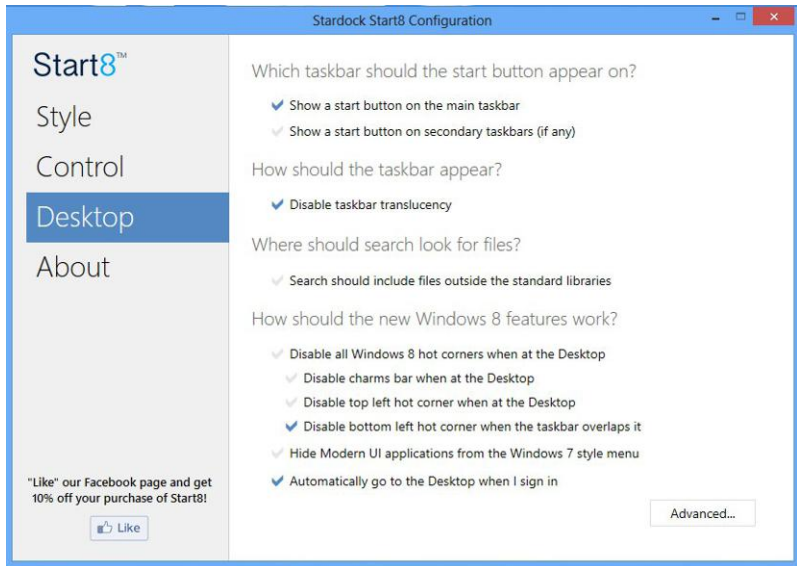 Stardock Start8 Configuration
Start8™
Style
Control
Desktop
About
"Like" our Facebook page and get
10% off your purchase of Start8!
Like
Which taskbar should the start button appear on?
Show a start button on the main taskbar
Show a start button on secondary taskbars (if any)
How should the taskbar appear?
Disable taskbar translucency
Where should search look for files?
Search should include files outside the standard libraries
How should the new Windows 8 features work?
Disable all Windows 8 hot corners when at the Desktop
Disable charms bar when at the Desktop
Disable top left hot corner when at the Desktop
Disable bottom left hot corner when the taskbar overlaps it
Hide Modern UI applications from the Windows 7 style menu
Automatically go to the Desktop when I sign in
Advanced...